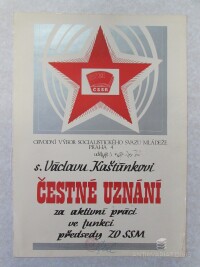 ČSSR
OBVODNÍ VÝBOR SOCIALISTICKÉHO SVAZU MLÁDEŽE
PRAHA 4
uděluje
s. Václavu Kaštánkovi
ČESTNÉ UZNÁNÍ
za aktivní práci
ve funkci
předsedy ZO SSM